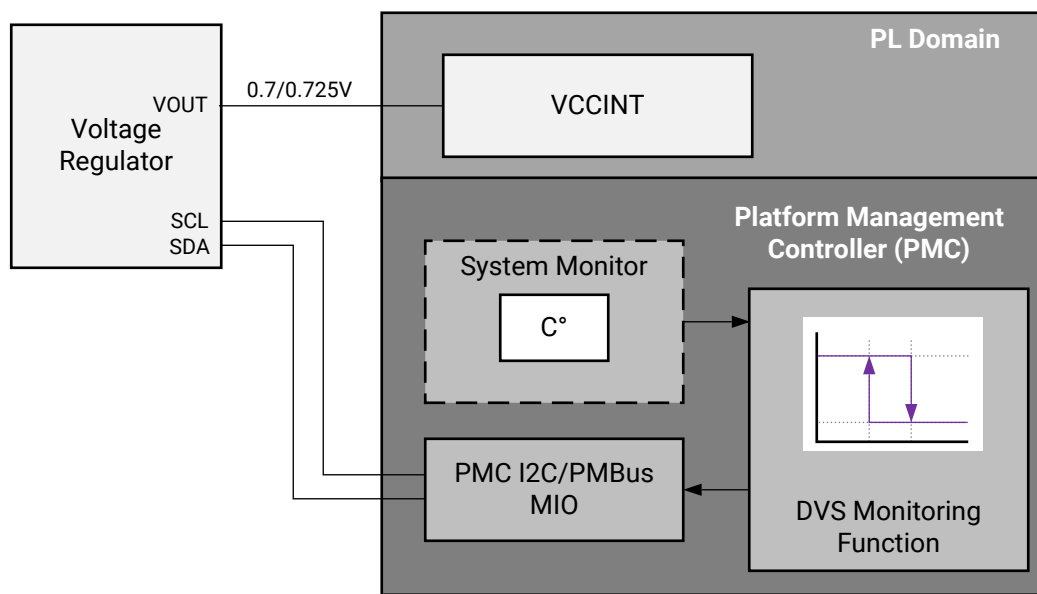 PL Domain
0.7/0.725V
VOUT
VCCINT
Voltage
Regulator
SCL
SDA
Platform Management
Controller (PMC)
System Monitor
C°
PMC I2C/PMBus
MIO
DVS Monitoring
Function